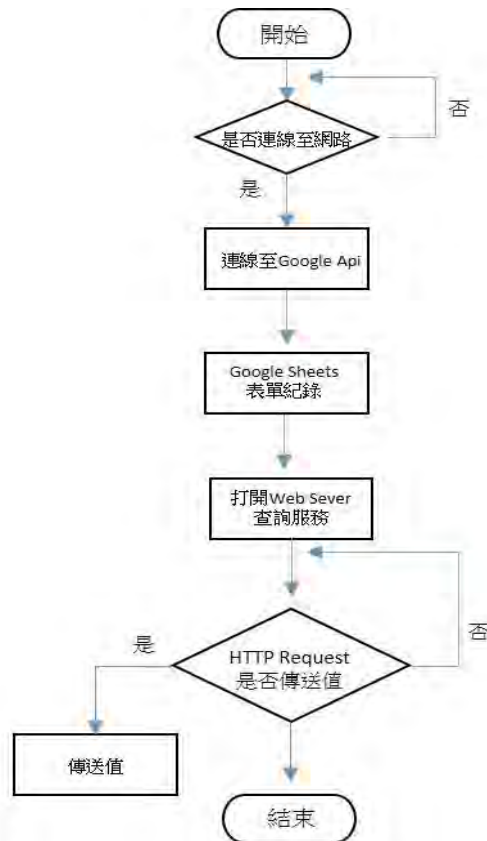 開始
是否連線至網路
否
是
連線至Google Api
Google Sheets
表單紀錄
打開Web Sever
查詢服務
否
是
HTTP Request
是否傳送值
傳送值
結束